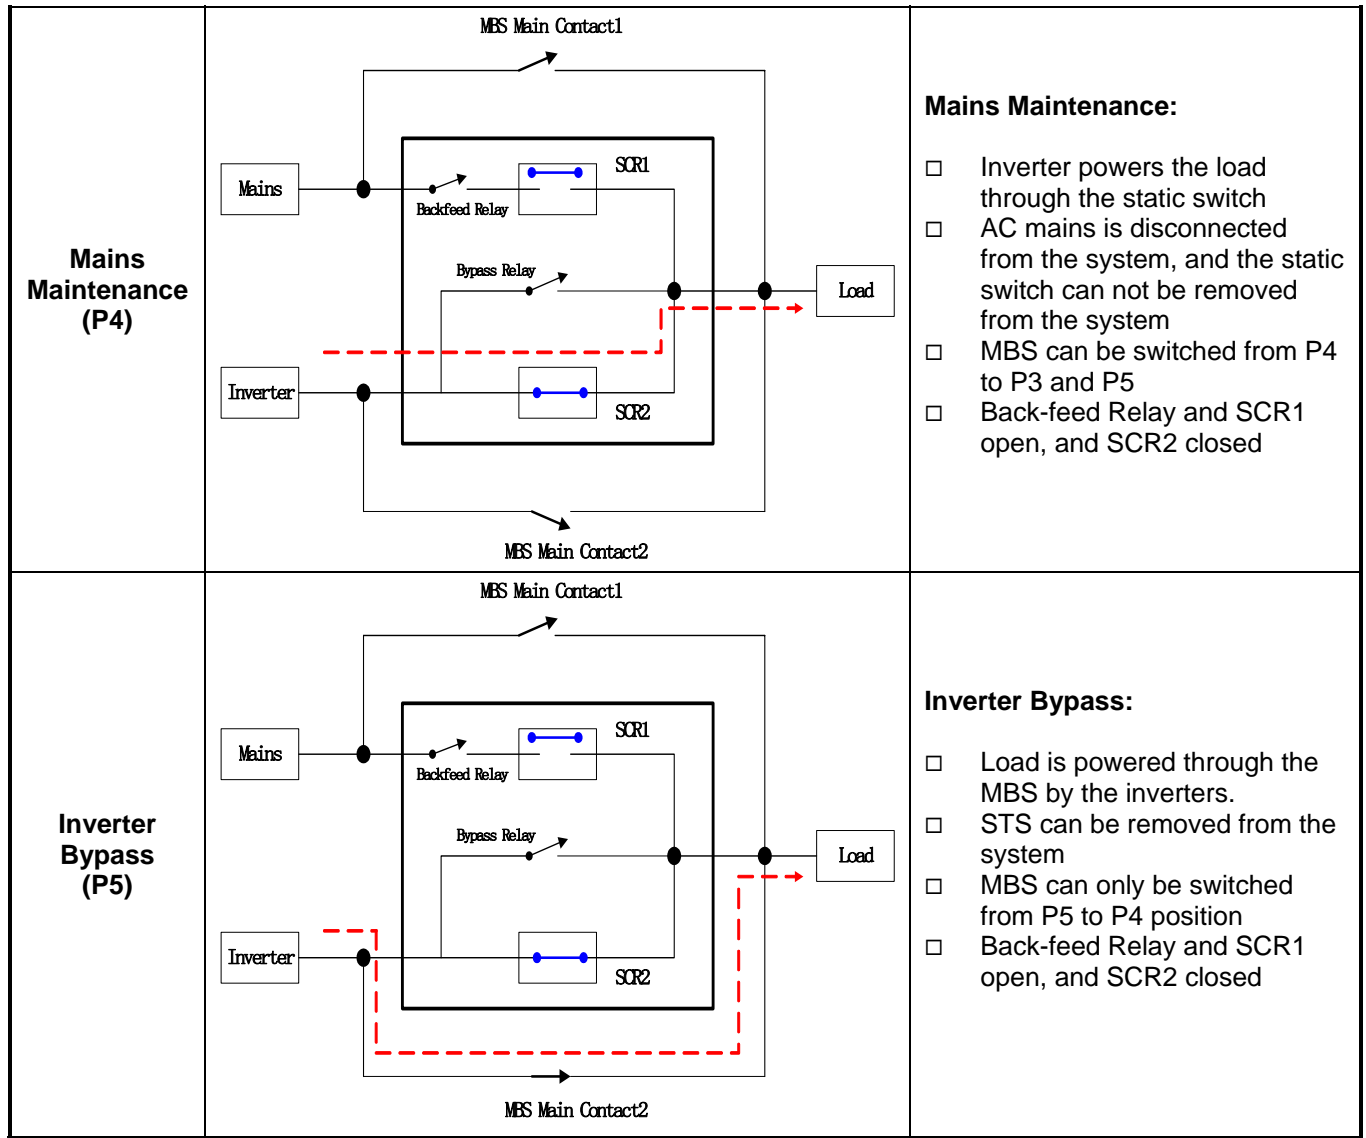 Mains
Maintenance
(P4)
MBS Main Contact1
Mains
SCR1
Backfeed Relay
Bypass Relay
Load
Inverter
SCR2
MBS Main Contact2
Mains Maintenance:
□ Inverter powers the load
through the static switch
□ AC mains is disconnected
from the system, and the static
switch can not be removed
from the system
□ MBS can be switched from P4
to P3 and P5
□ Back-feed Relay and SCR1
open, and SCR2 closed
Inverter
Bypass
(P5)
MBS Main Contact1
Mains
SCR1
Backfeed Relay
Bypass Relay
Load
Inverter
SCR2
MBS Main Contact2
Inverter Bypass:
□ Load is powered through the
MBS by the inverters.
□ STS can be removed from the
system
□ MBS can only be switched
from P5 to P4 position
□ Back-feed Relay and SCR1
open, and SCR2 closed